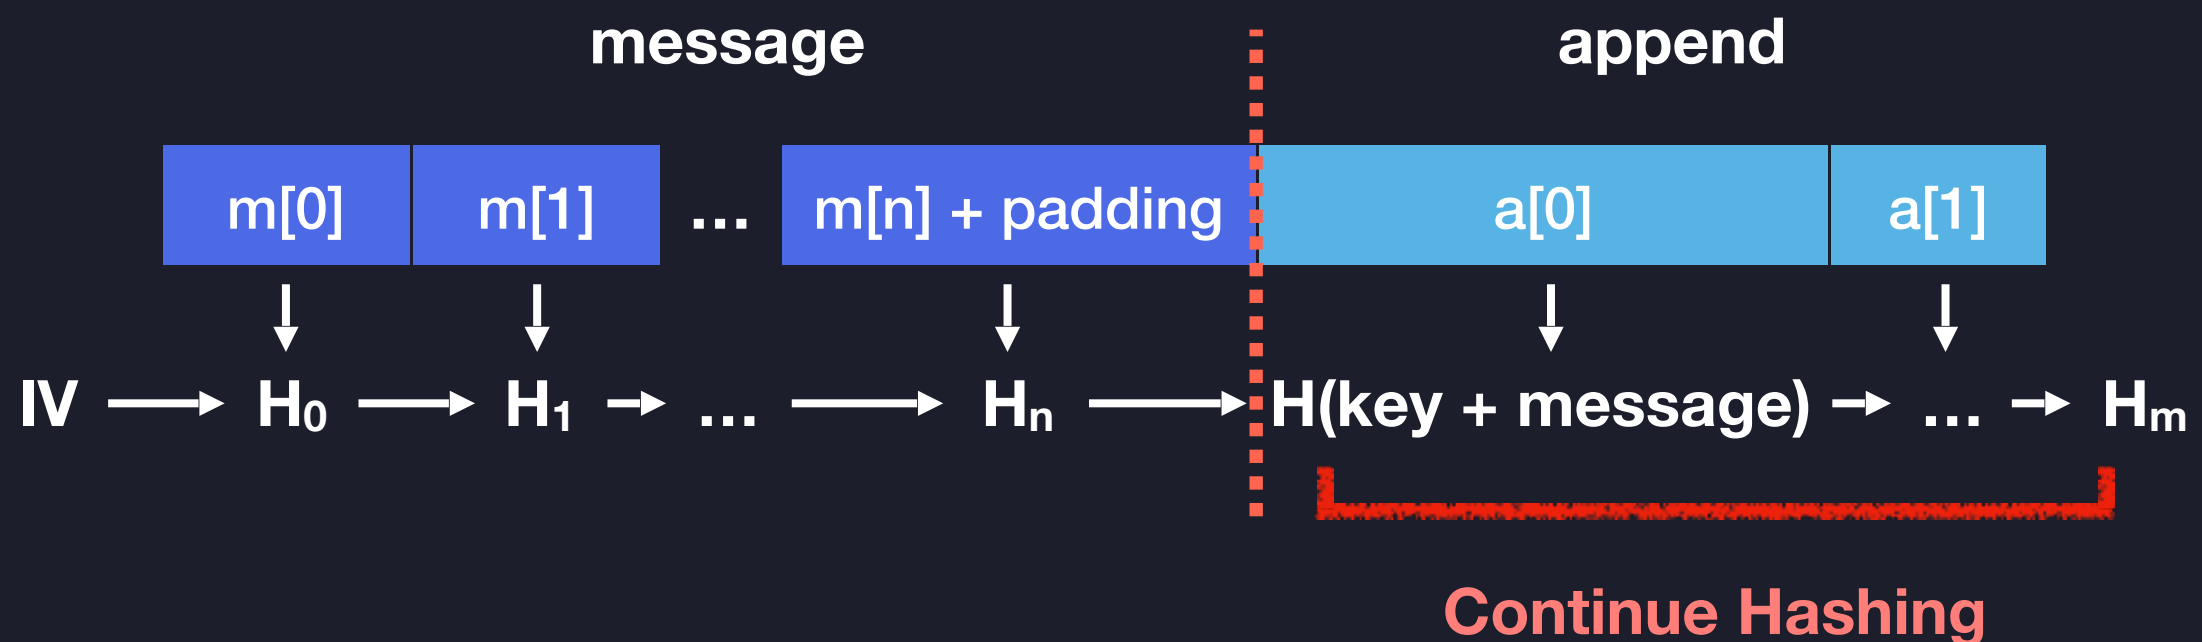 message append
m[0] m[1] ... m[n] + padding a[0] a[1]
IV H0 H1 ... Hn H(key + message) ... Hm
Continue Hashing